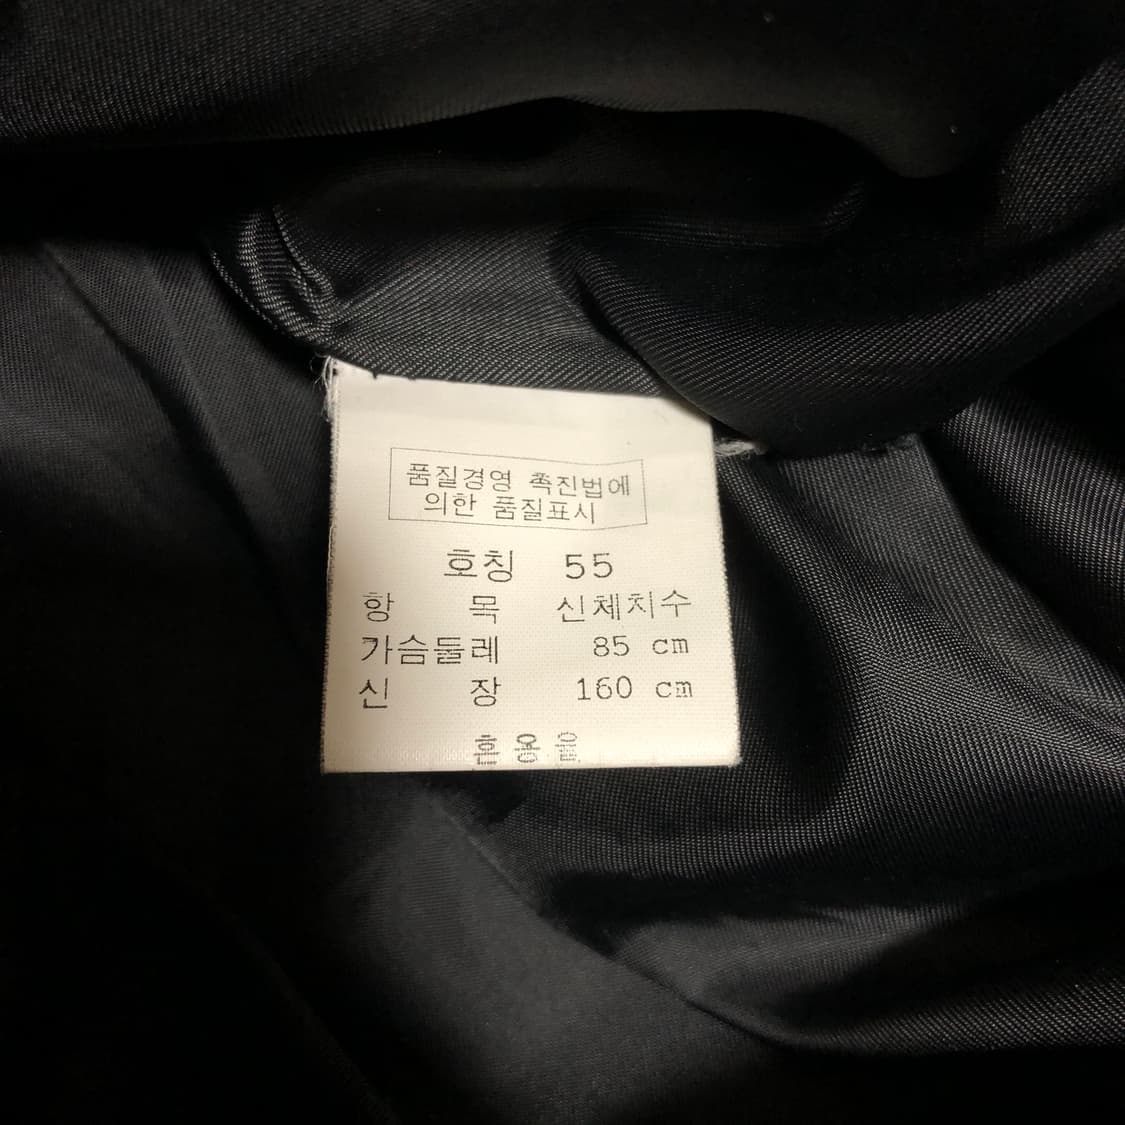 품질경영 촉진법에
의한 품질표시
호칭 55
항 목 신체치수
가슴둘레 85 cm
신 장 160 cm
혼용율